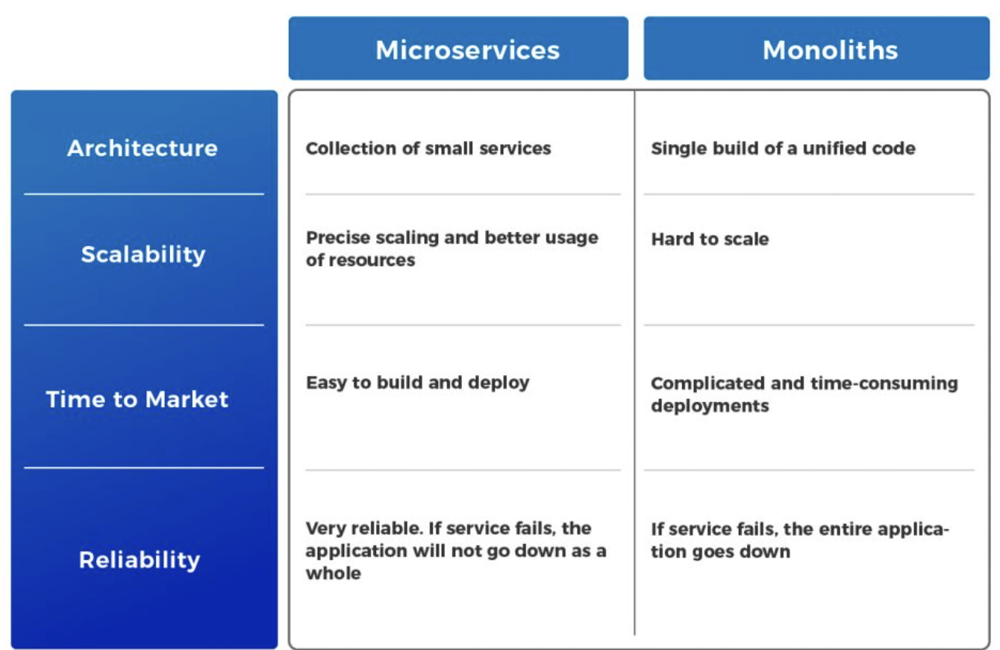 Microservices
Monoliths
Architecture
Collection of small services
Single build of a unified code
Scalability
Precise scaling and better usage
of resources
Hard to scale
Time to Market
Easy to build and deploy
Complicated and time-consuming
deployments
Reliability
Very reliable. If service fails, the
application will not go down as a
whole
If service fails, the entire applica-
tion goes down